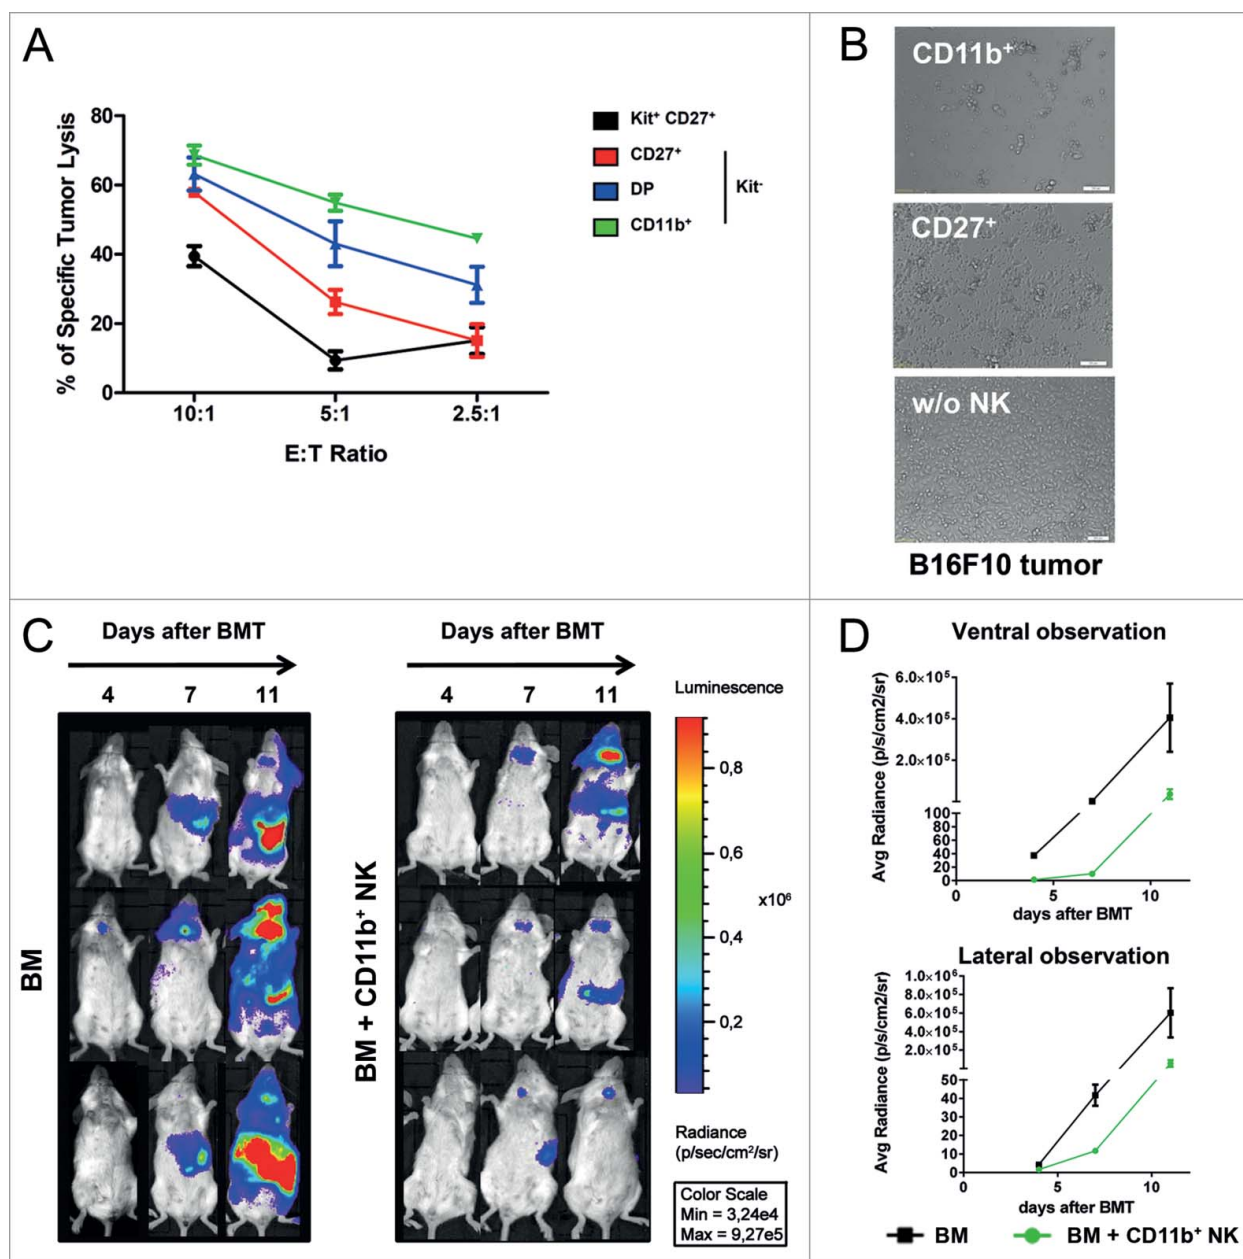 A
% of Specific Tumor Lysis
80
60
40
20
0
10:1
5:1
2.5:1
E:T Ratio
Kit⁺ CD27⁺
CD27⁺
DP
CD11b⁺
Kit⁻
B
CD11b⁺
CD27⁺
w/o NK
B16F10 tumor
C
Days after BMT
4 7 11
BM
Days after BMT
4 7 11
BM + CD11b⁺ NK
Luminescence
0,8
0,6
x10⁶
0,4
0,2
Radiance
(p/sec/cm²/sr)
Color Scale
Min = 3,24e4
Max = 9,27e5
D
Ventral observation
Avg Radiance (p/s/cm2/sr)
6.0×10⁵
4.0×10⁵
2.0×10⁵
100
80
60
40
20
0
0 5 10
days after BMT
Lateral observation
Avg Radiance (p/s/cm2/sr)
1.0×10⁶
8.0×10⁵
6.0×10⁵
4.0×10⁵
2.0×10⁵
50
40
30
20
10
0
0 5 10
days after BMT
BM
BM + CD11b⁺ NK